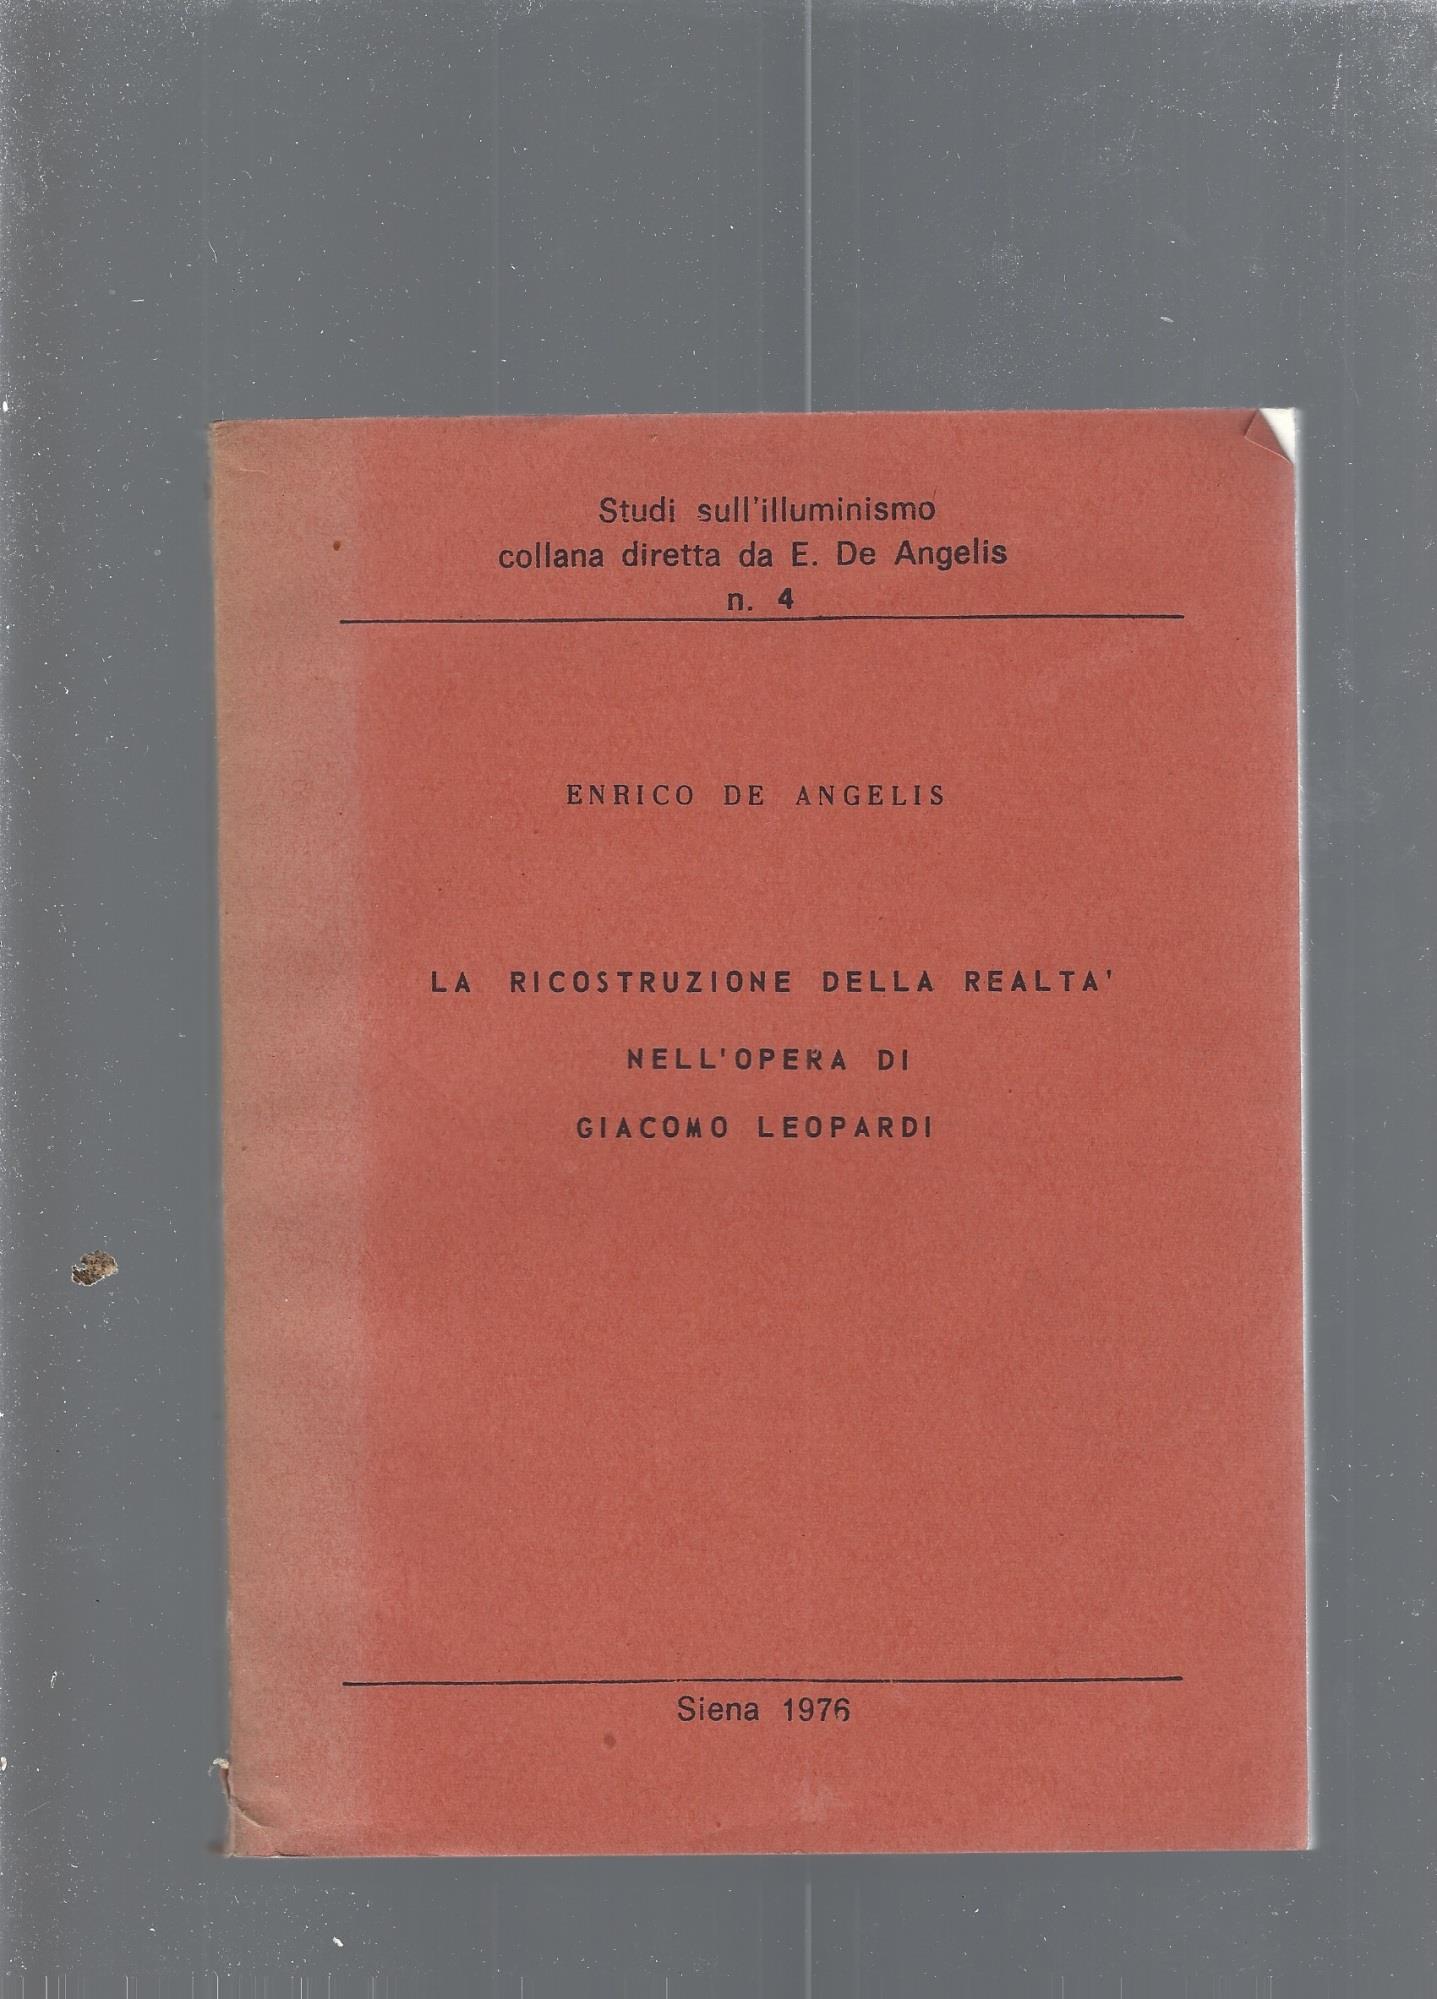 Studi sull'illuminismo
collana diretta da E. De Angelis
n. 4
ENRICO DE ANGELIS
LA RICOSTRUZIONE DELLA REALTA'
NELL'OPERA DI
GIACOMO LEOPARDI
Siena 1976